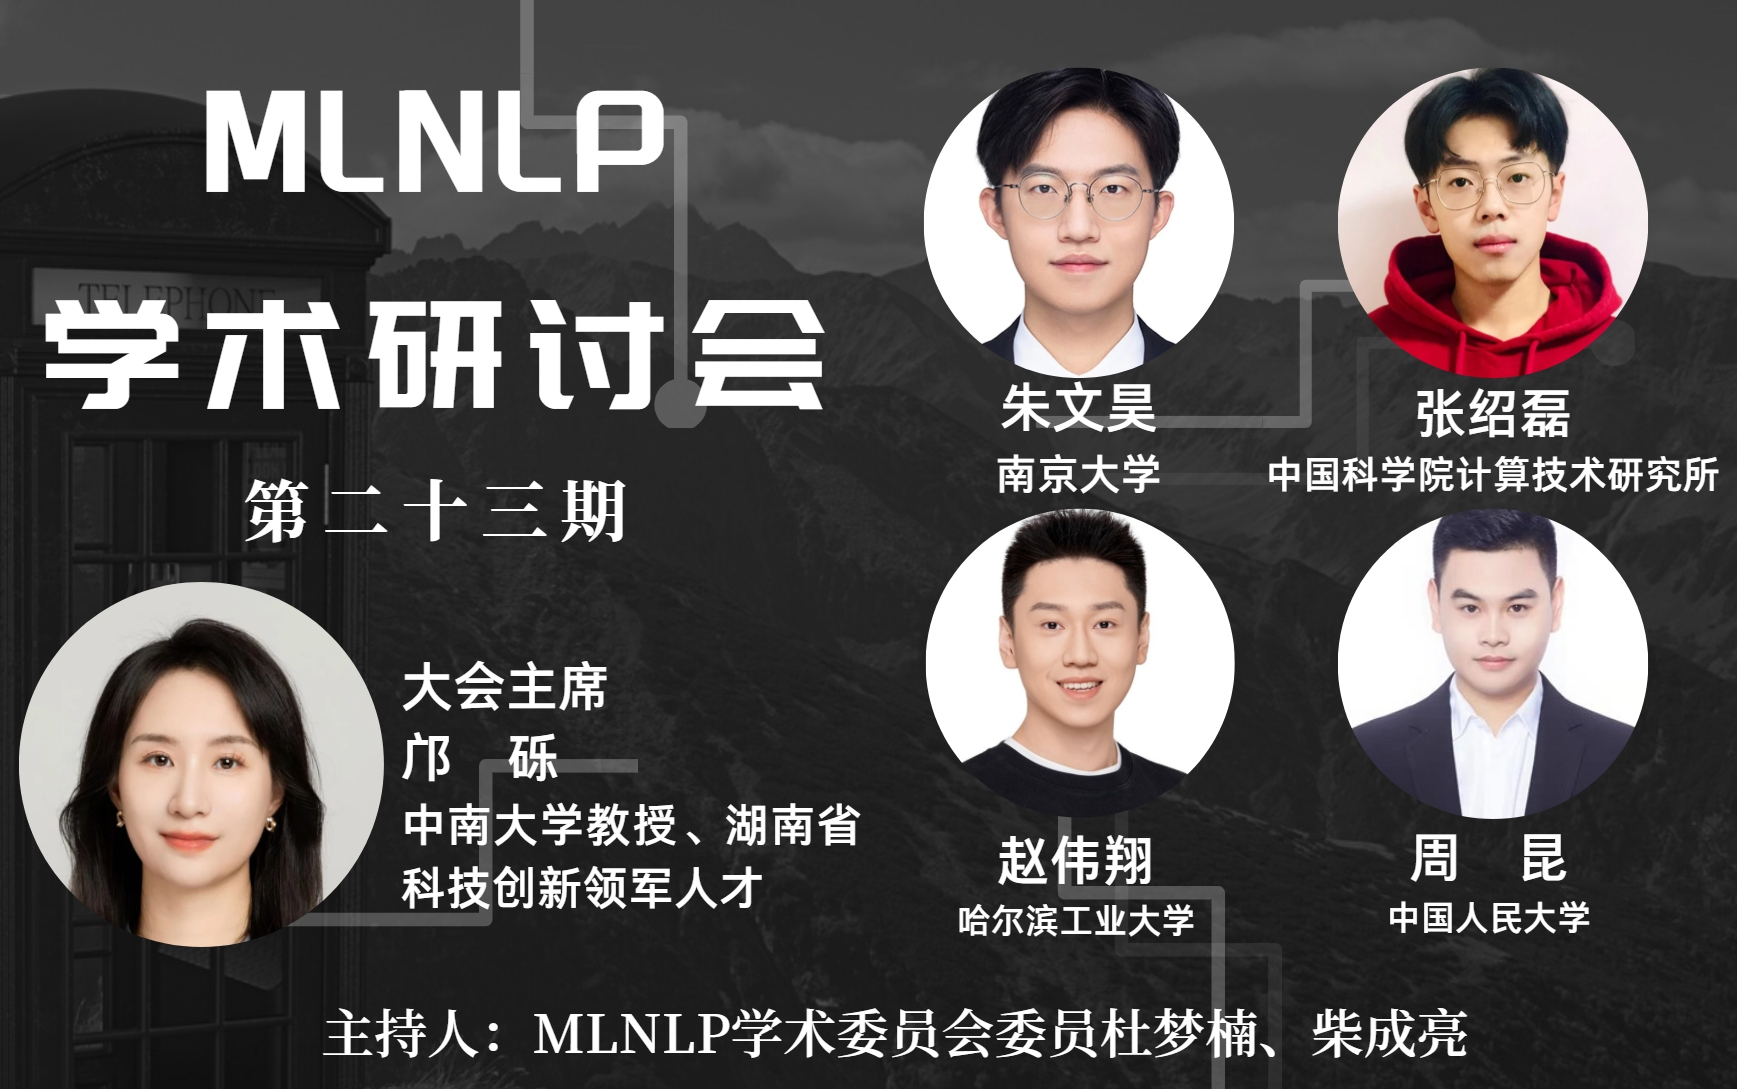 MLNLP
学术研讨会
第二十三期
TELEPHONE
大会主席
邝 砾
中南大学教授、湖南省
科技创新领军人才
朱文昊
南京大学
张绍磊
中国科学院计算技术研究所
赵伟翔
哈尔滨工业大学
周 昆
中国人民大学
主持人：MLNLP学术委员会委员杜梦楠、柴成亮